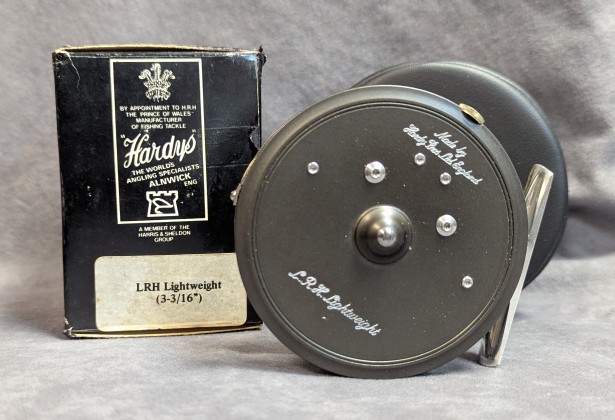 BY APPOINTMENT TO H.R.H
THE PRINCE OF WALES
MANUFACTURER
OF FISHING TACKLE
"Hardys"
THE WORLD'S
ANGLING SPECIALISTS
ALNWICK
ENG
A MEMBER OF THE
HARRIS & SHELDON
GROUP
LRH Lightweight
(3-3/16")
Made by
Hardy Bros. Ltd. England
L.R.H. Lightweight